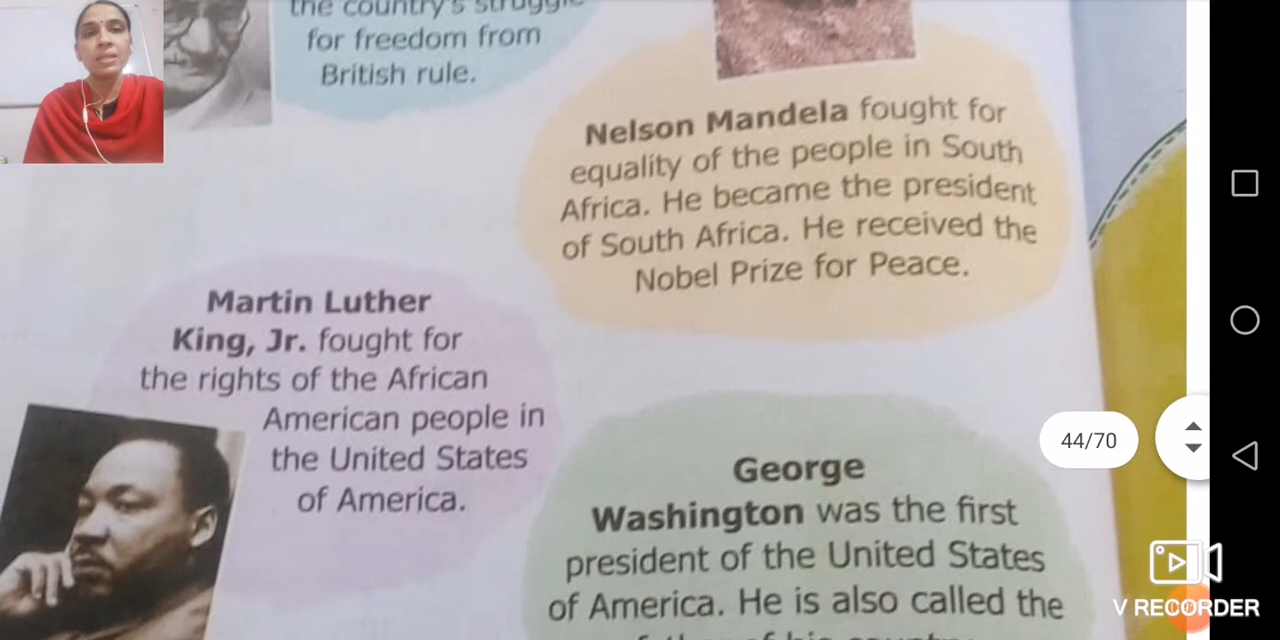 the country's struggle
for freedom from
British rule.
Nelson Mandela fought for
equality of the people in South
Africa. He became the president
of South Africa. He received the
Nobel Prize for Peace.
Martin Luther
King, Jr. fought for
the rights of the African
American people in
the United States
of America.
George
Washington was the first
president of the United States
of America. He is also called the
44/70
V RECORDER